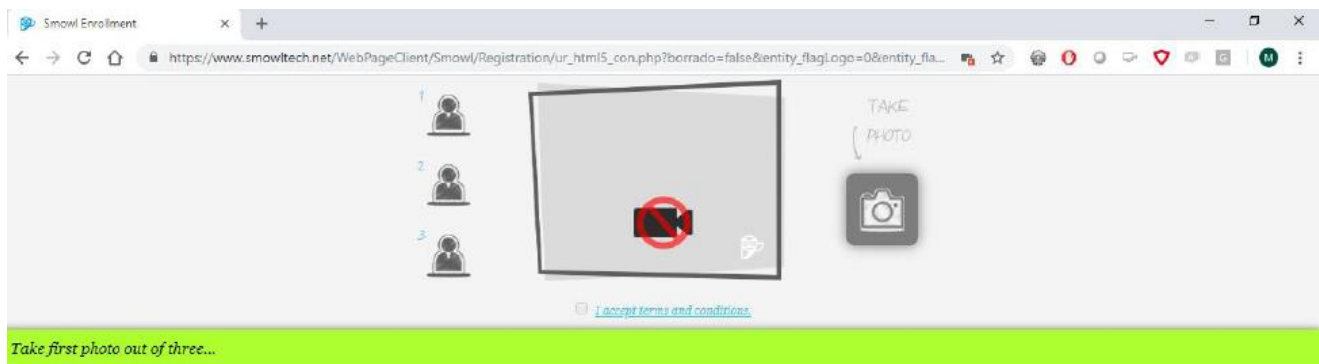 Smowl Enrollment
https://www.smowltech.net/WebPageClient/Smowl/Registration/ur_html5_con.php?borrado=false&entity_flagLogo=0&entity_fla...
G
M
1
TAKE
PHOTO
2
3
I accept terms and conditions.
Take first photo out of three...